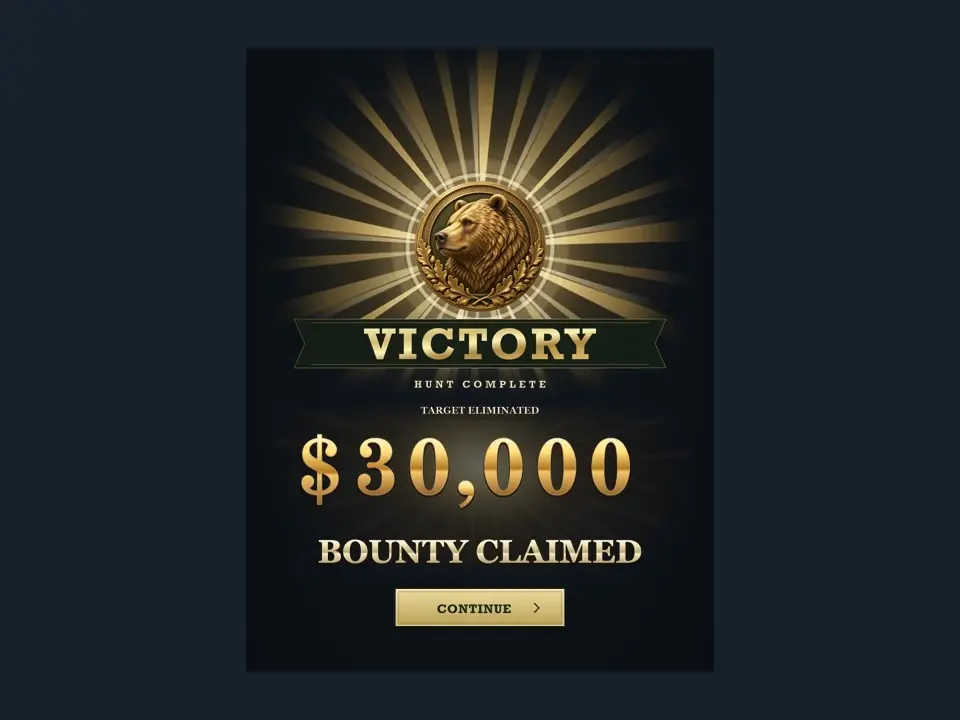 VICTORY
HUNT COMPLETE
TARGET ELIMINATED
$30,000
BOUNTY CLAIMED
CONTINUE